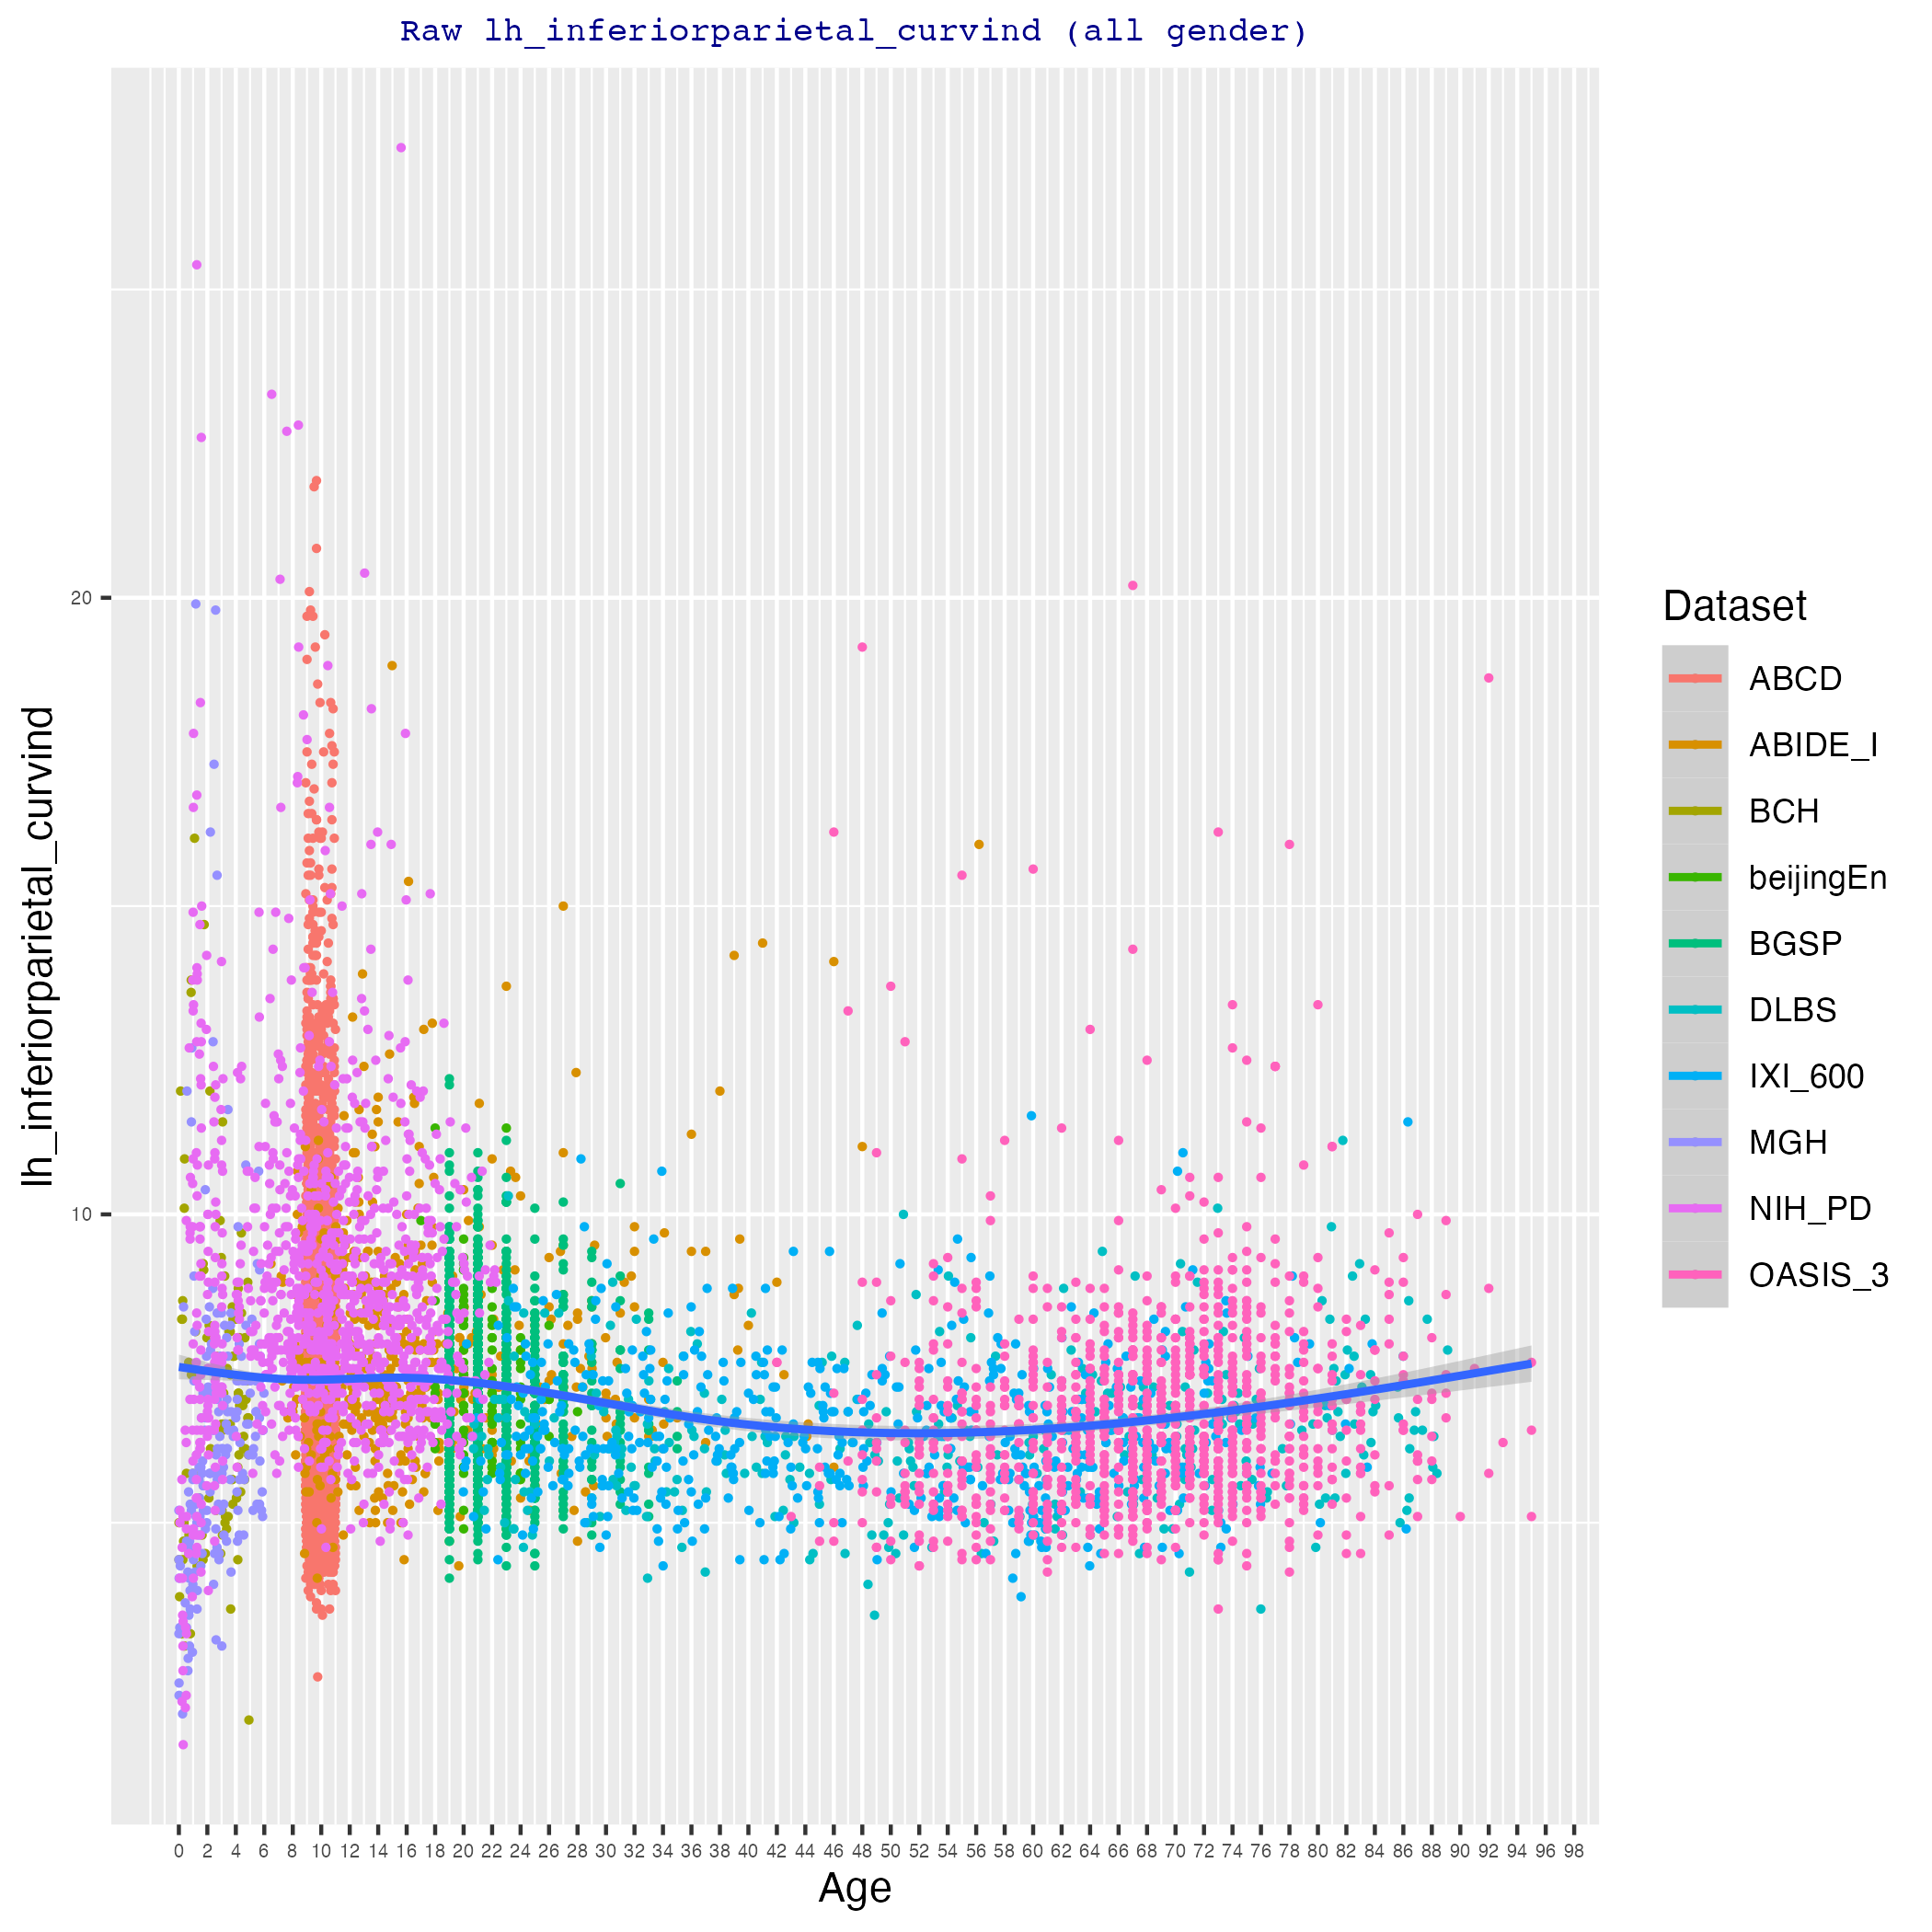 Raw lh_inferiorparietal_curvind (all gender)
lh_inferiorparietal_curvind
20
10
0 2 4 6 8 10 12 14 16 18 20 22 24 26 28 30 32 34 36 38 40 42 44 46 48 50 52 54 56 58 60 62 64 66 68 70 72 74 76 78 80 82 84 86 88 90 92 94 96 98
Age
Dataset
ABCD
ABIDE_I
BCH
beijingEn
BGSP
DLBS
IXI_600
MGH
NIH_PD
OASIS_3